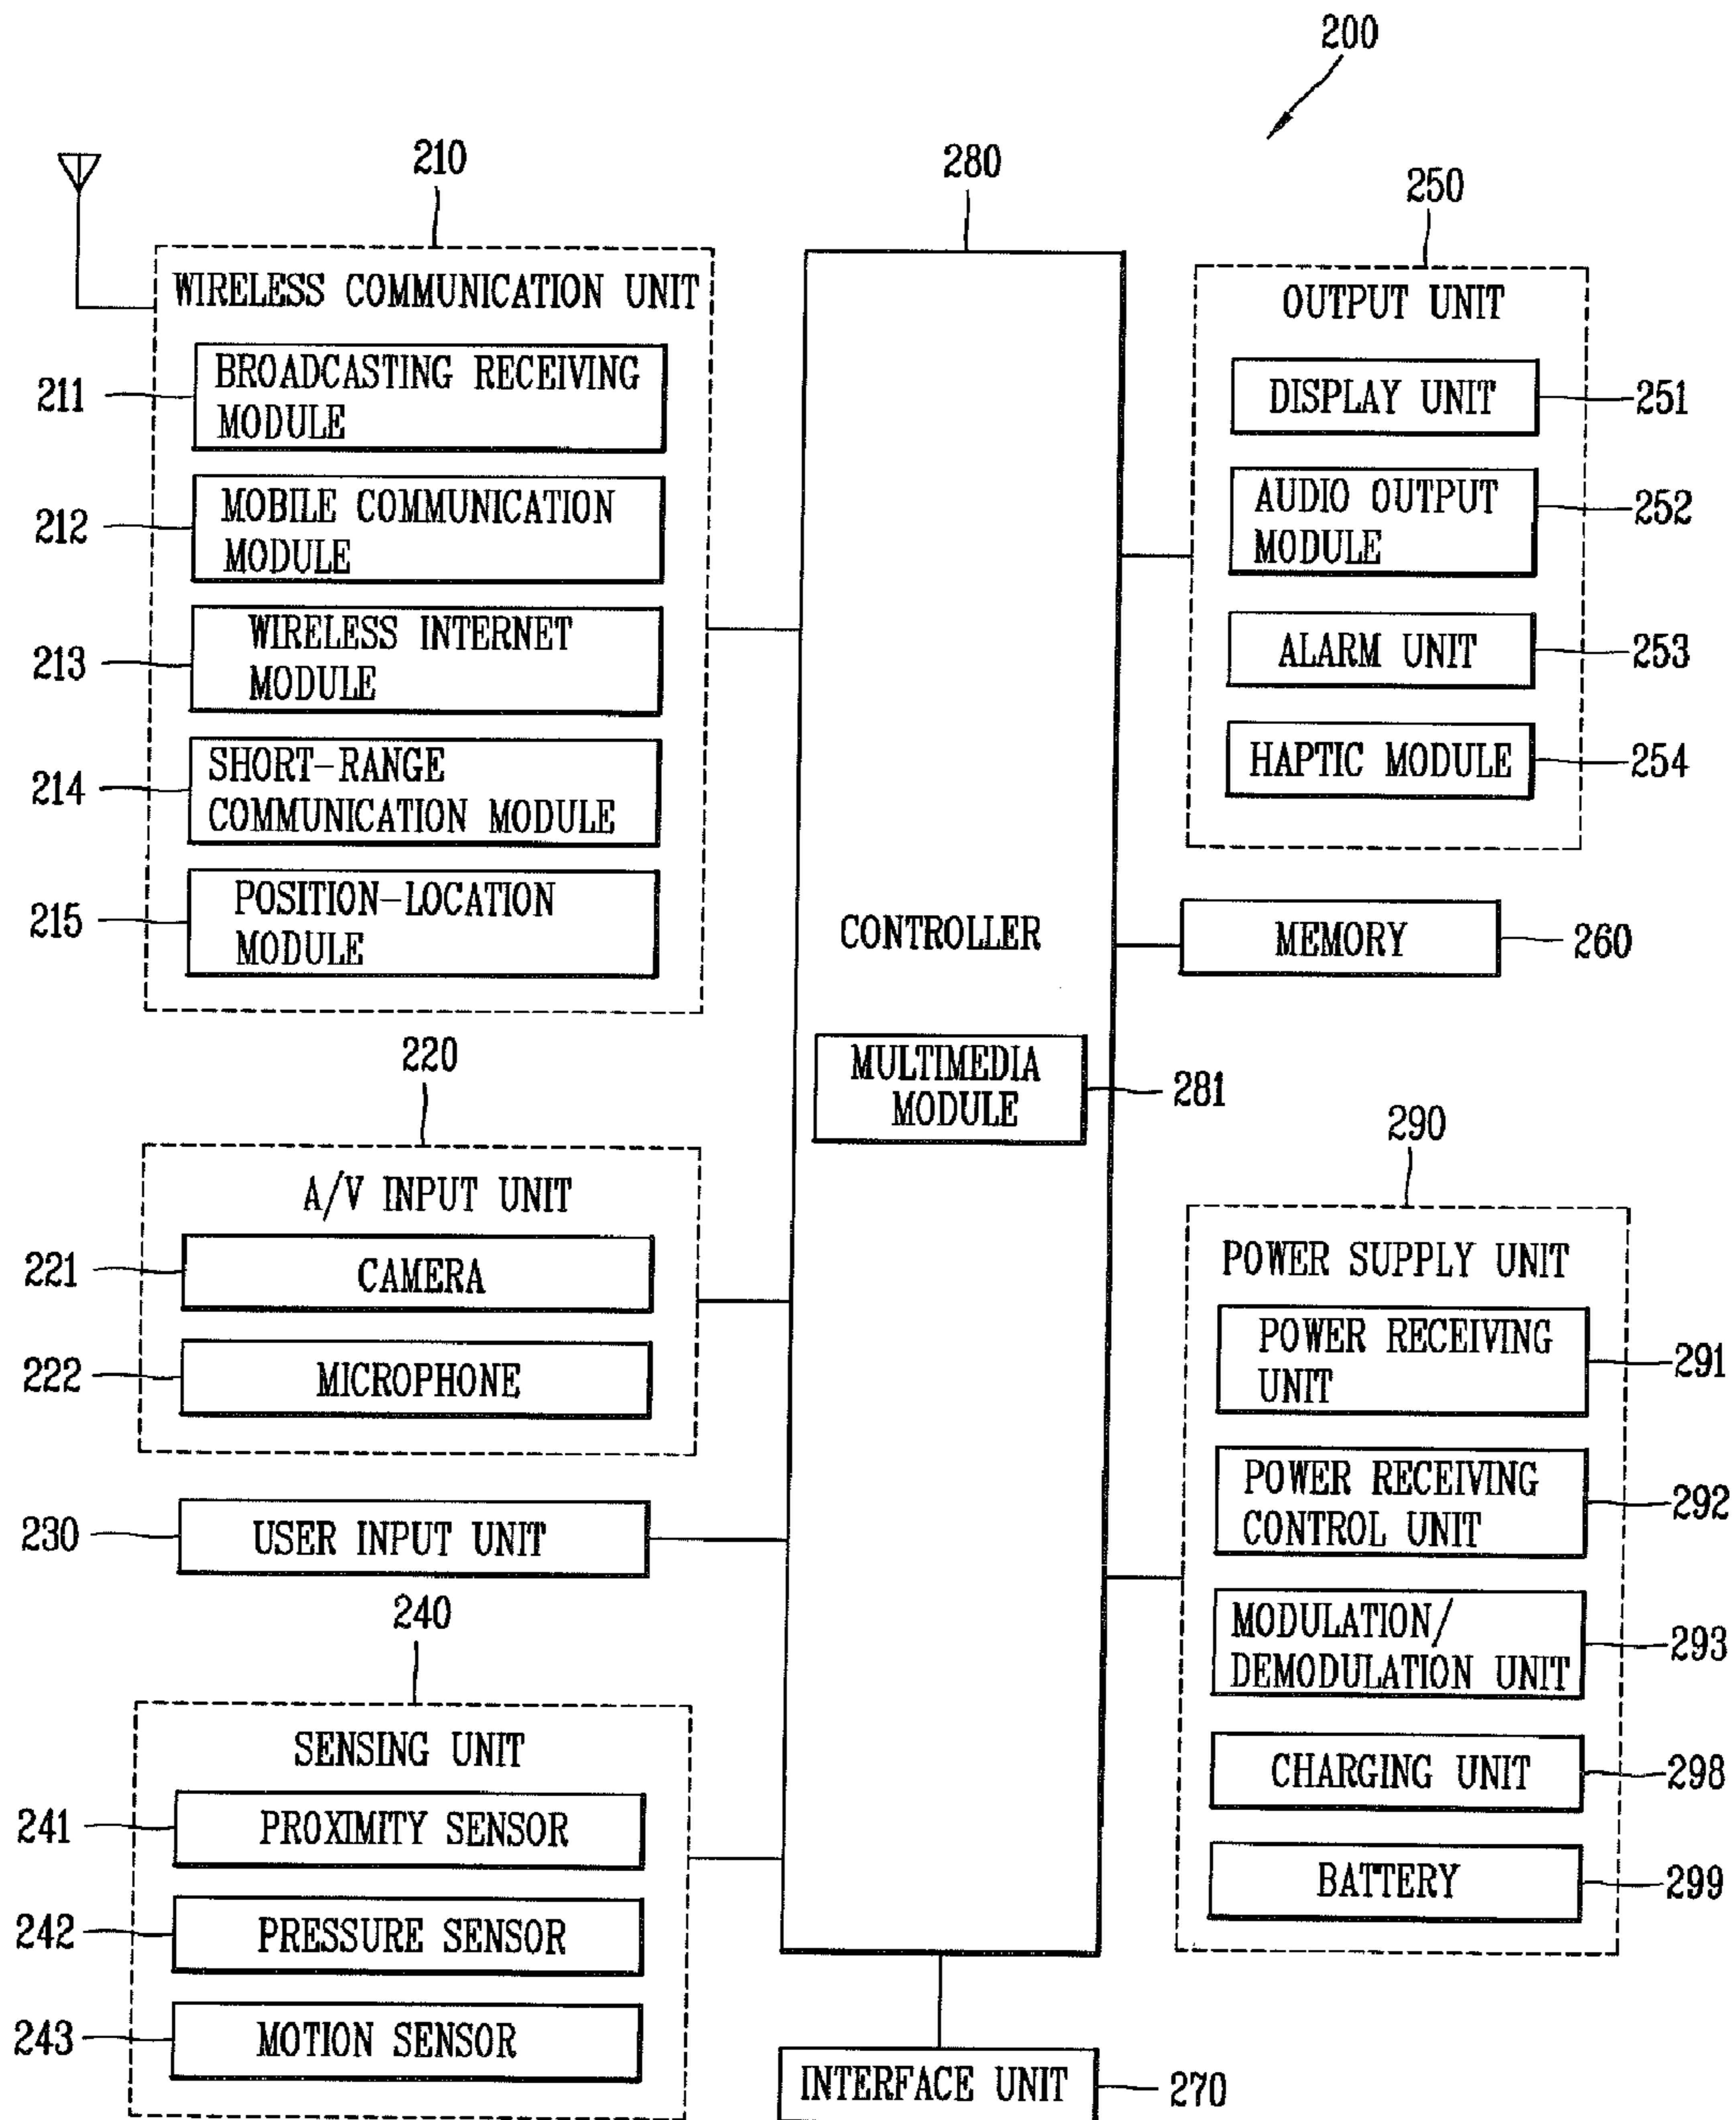 200
210
WIRELESS COMMUNICATION UNIT
211
BROADCASTING RECEIVING
MODULE
212
MOBILE COMMUNICATION
MODULE
213
WIRELESS INTERNET
MODULE
214
SHORT-RANGE
COMMUNICATION MODULE
215
POSITION-LOCATION
MODULE
220
A/V INPUT UNIT
221
CAMERA
222
MICROPHONE
230
USER INPUT UNIT
240
SENSING UNIT
241
PROXIMITY SENSOR
242
PRESSURE SENSOR
243
MOTION SENSOR
280
CONTROLLER
MULTIMEDIA
MODULE
281
INTERFACE UNIT
270
250
OUTPUT UNIT
DISPLAY UNIT
251
AUDIO OUTPUT
MODULE
252
ALARM UNIT
253
HAPTIC MODULE
254
MEMORY
260
290
POWER SUPPLY UNIT
POWER RECEIVING
UNIT
291
POWER RECEIVING
CONTROL UNIT
292
MODULATION/
DEMODULATION UNIT
293
CHARGING UNIT
298
BATTERY
299